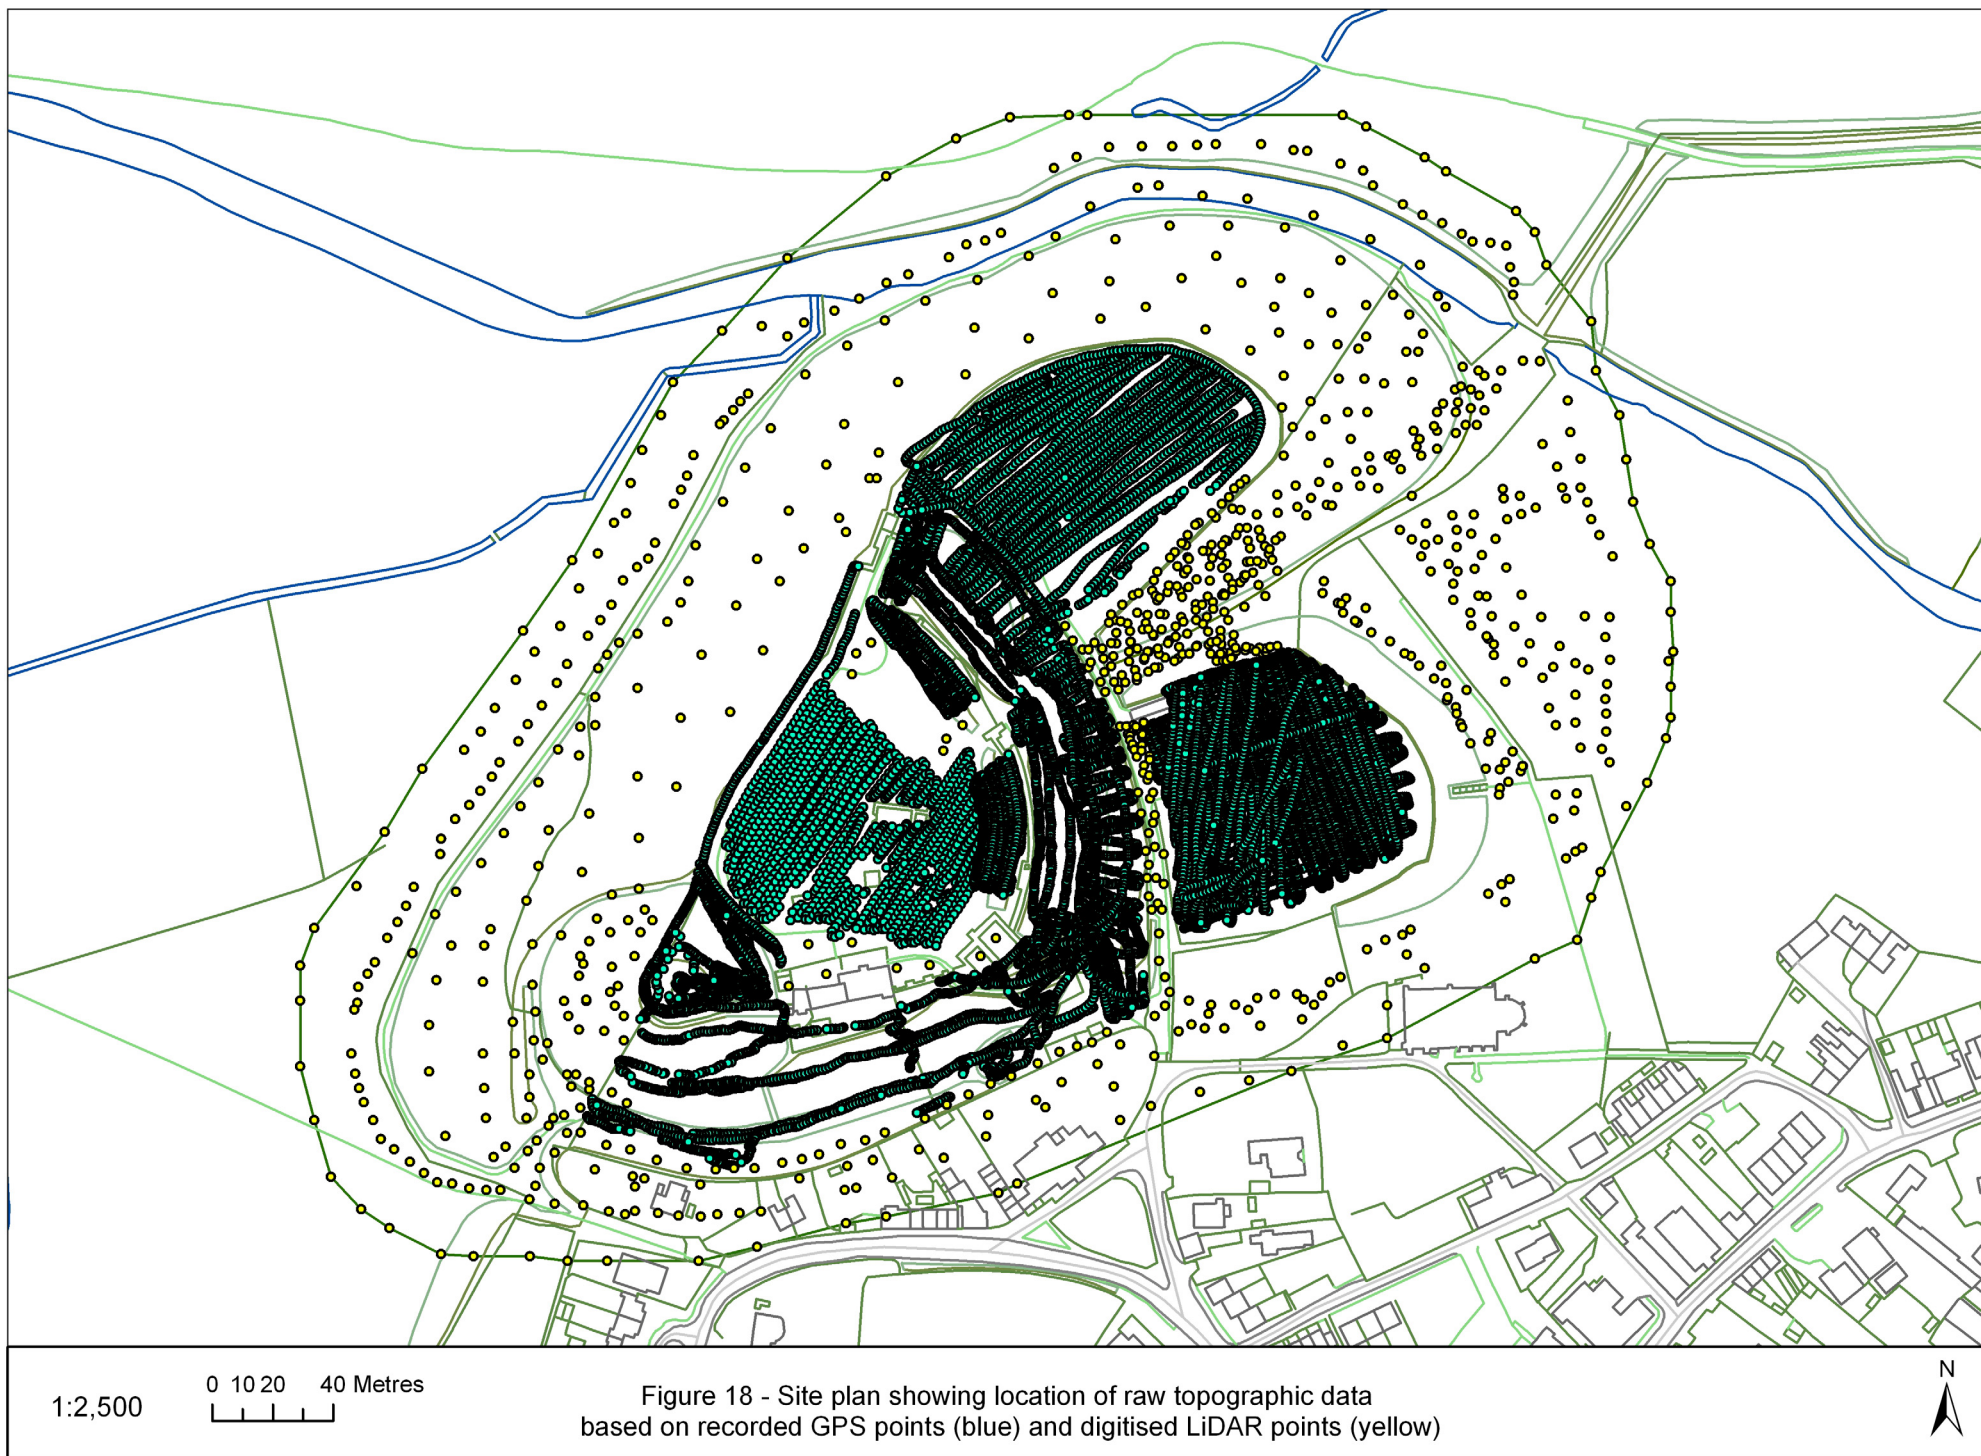 1:2,500
0 10 20 40 Metres
Figure 18 - Site plan showing location of raw topographic data
based on recorded GPS points (blue) and digitised LiDAR points (yellow)
N